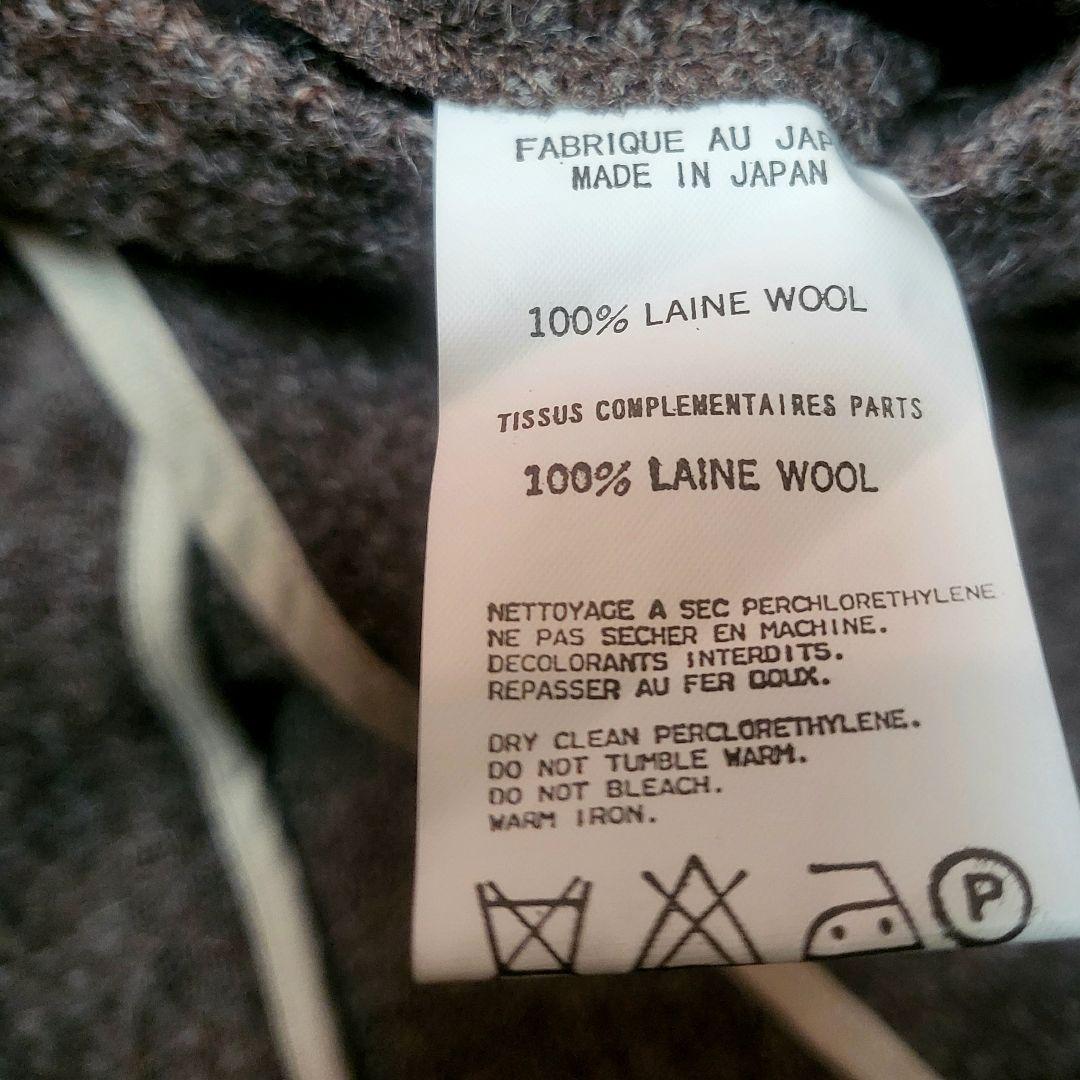 FABRIQUE AU JAP
MADE IN JAPAN
100% LAINE WOOL
TISSUS COMPLEMENTAIRES PARTS
100% LAINE WOOL
NETTOYAGE A SEC PERCHLORETHYLENE
NE PAS SECHER EN MACHINE.
DECOLORANTS INTERDITS.
REPASSER AU FER DOUX.
DRY CLEAN PERCLORETHYLENE.
DO NOT TUMBLE WARM.
DO NOT BLEACH.
WARM IRON.
P